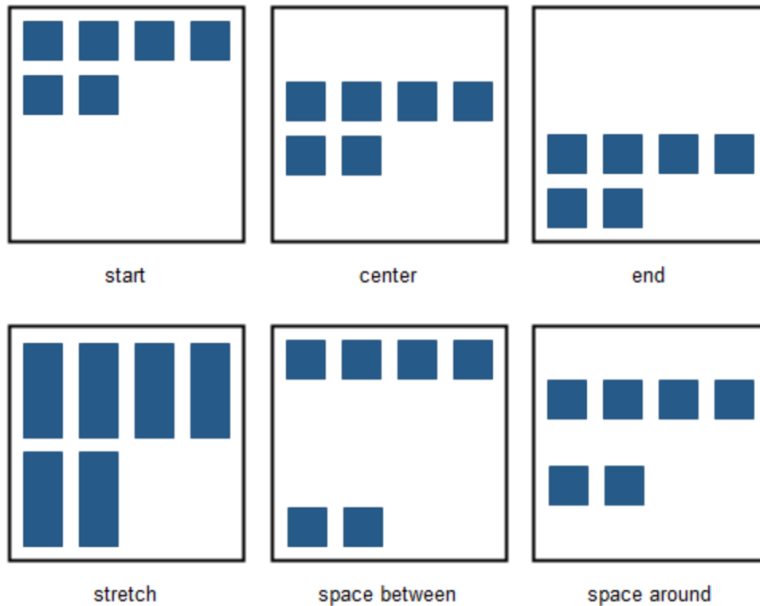 start
center
end
stretch
space between
space around